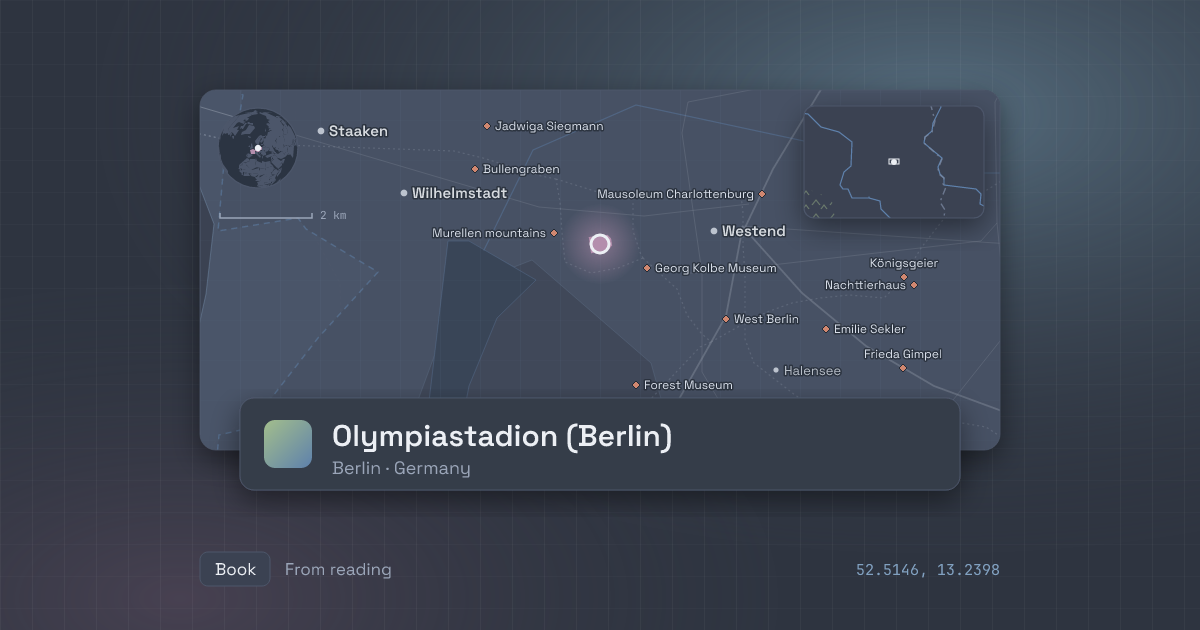 Staaken
Jadwiga Siegmann
Bullengraben
Wilhelmstadt
Mausoleum Charlottenburg
2 km
Murellen mountains
Westend
Georg Kolbe Museum
Königsgeier
Nachttierhaus
West Berlin
Emilie Sekler
Frieda Gimpel
Halensee
Forest Museum
Olympiastadion (Berlin)
Berlin · Germany
Book
From reading
52.5146, 13.2398